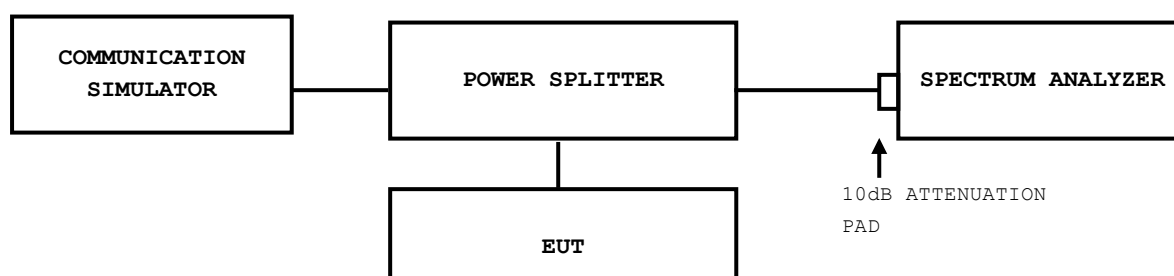 COMMUNICATION
SIMULATOR
POWER SPLITTER
SPECTRUM ANALYZER
10dB ATTENUATION
PAD
EUT